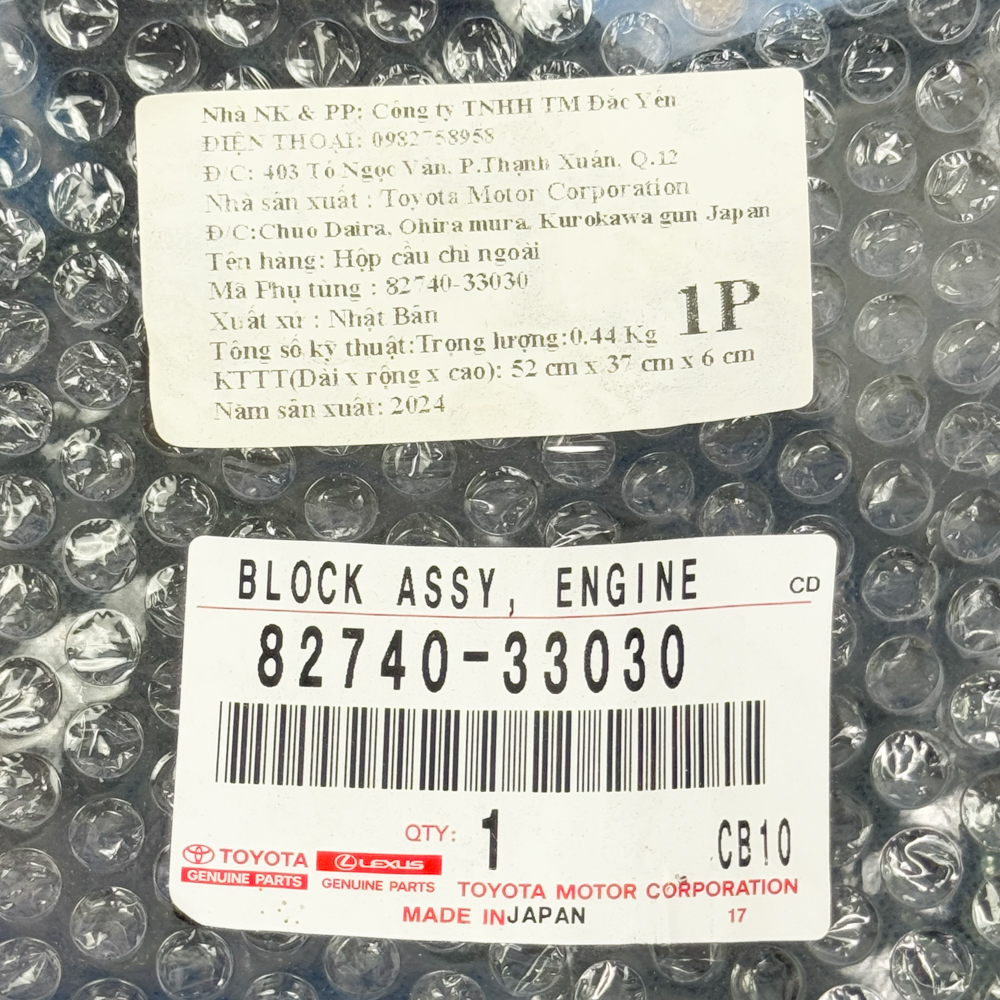 Nhà NK & PP: Công ty TNHH TM Đắc Yến
ĐIỆN THOẠI: 0982758958
Đ/C: 403 Tô Ngọc Vân, P.Thạnh Xuân, Q.12
Nhà sản xuất : Toyota Motor Corporation
Đ/C:Chuo Daira, Ohira mura, Kurokawa gun Japan
Tên hàng: Hộp cầu chì ngoài
Mã Phụ tùng : 82740-33030
Xuất xứ : Nhật Bản
1P
Tông số kỹ thuật:Trọng lượng:0.44 Kg
KTTT(Dài x rộng x cao): 52 cm x 37 cm x 6 cm
Năm sản xuất: 2024
BLOCK ASSY, ENGINE CD
82740-33030
QTY: 1 CB10
TOYOTA LEXUS
GENUINE PARTS GENUINE PARTS TOYOTA MOTOR CORPORATION
MADE IN JAPAN 17